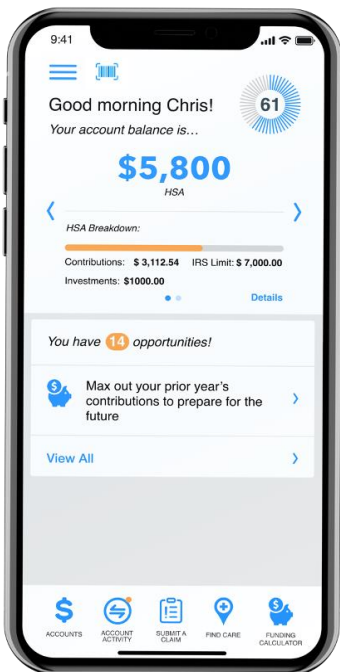 9:41
Good morning Chris!
61
Your account balance is...
$5,800
HSA
HSA Breakdown:
Contributions: $ 3,112.54 IRS Limit: $ 7,000.00
Investments: $1000.00
Details
You have 14 opportunities!
Max out your prior year's
contributions to prepare for the
future
View All
ACCOUNTS
ACCOUNT
ACTIVITY
SUBMIT A
CLAIM
FIND CARE
FUNDING
CALCULATOR